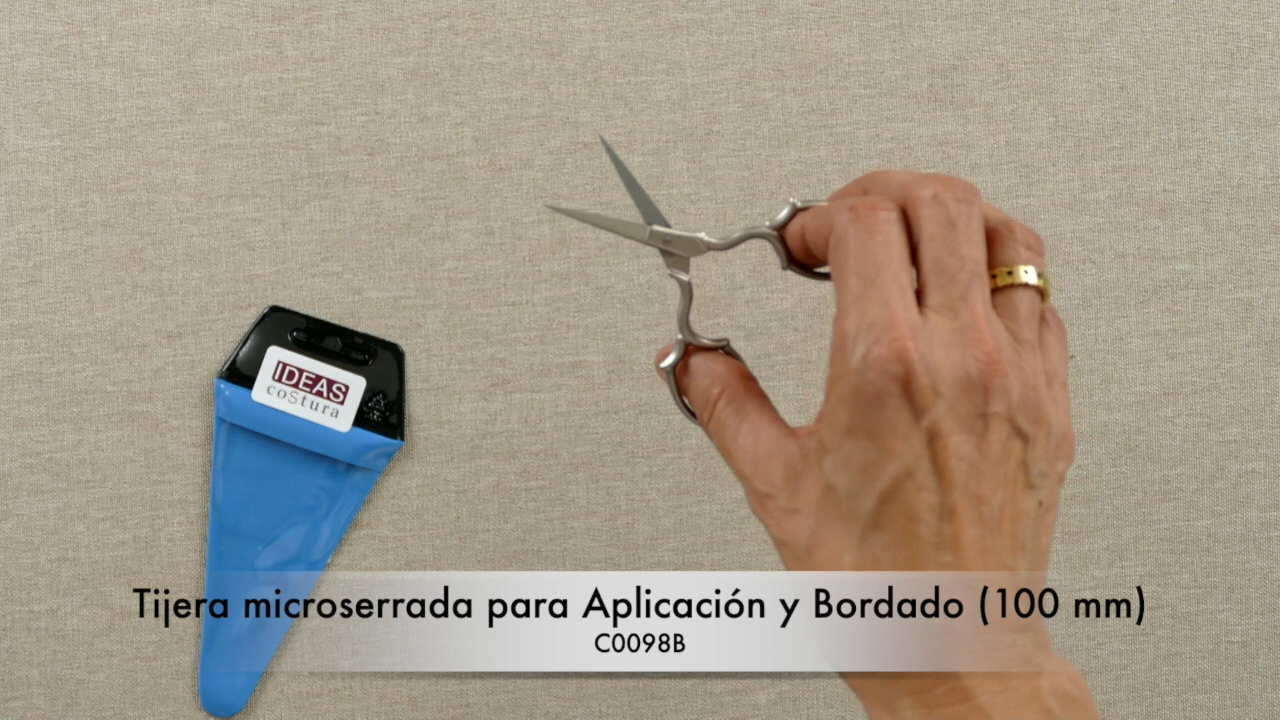 IDEAS
coStura
Tijera microserrada para Aplicación y Bordado (100 mm)
C0098B